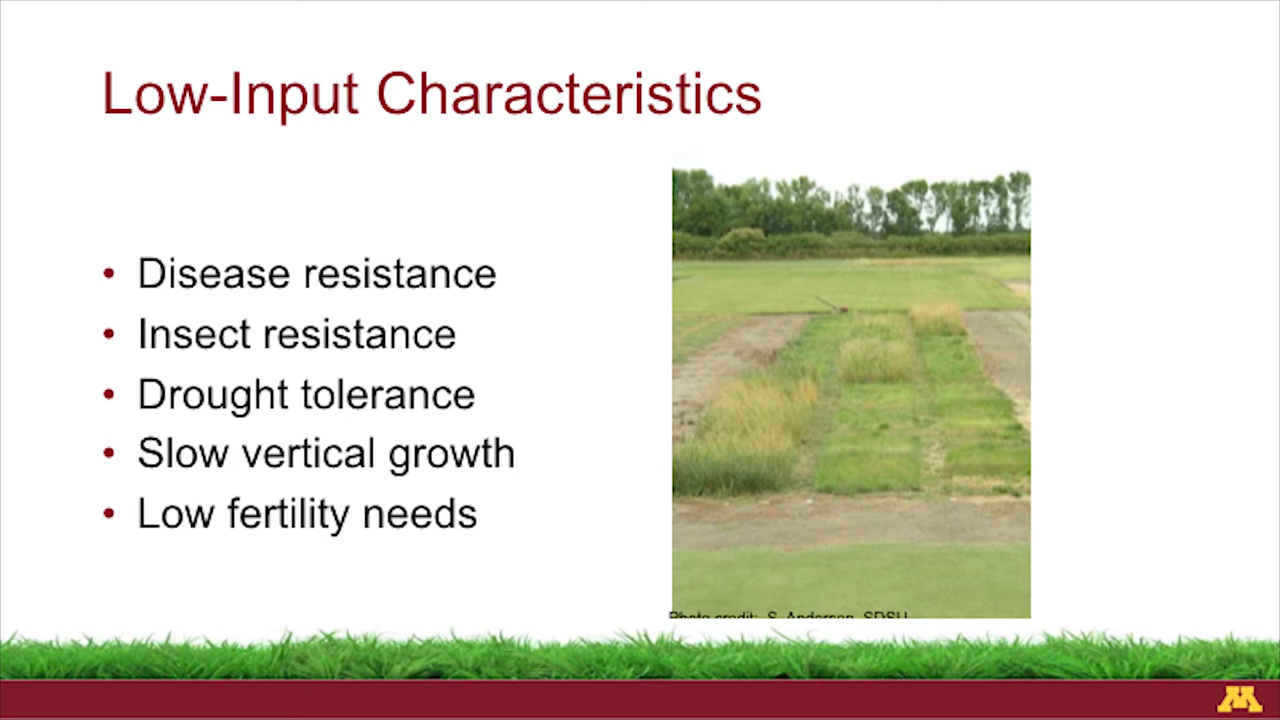 Low-Input Characteristics
• Disease resistance
• Insect resistance
• Drought tolerance
• Slow vertical growth
• Low fertility needs
Photo credit: S. Anderson, SDSU
M